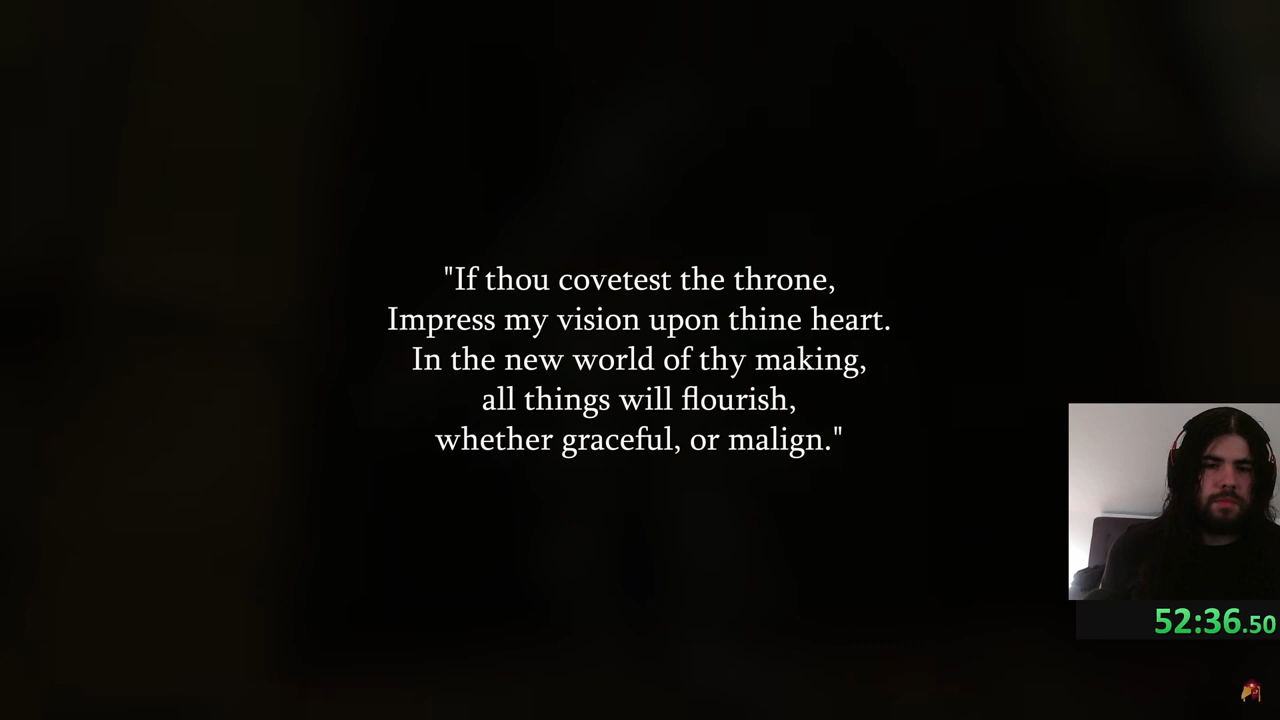 "If thou covetest the throne,
Impress my vision upon thine heart.
In the new world of thy making,
all things will flourish,
whether graceful, or malign."
52:36.50